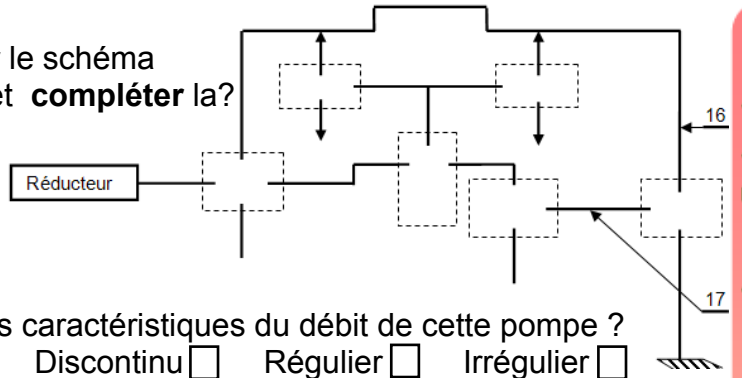 le schéma
et compléter la?
16
Réducteur
17
s caractéristiques du débit de cette pompe ?
Discontinu Régulier Irrégulier